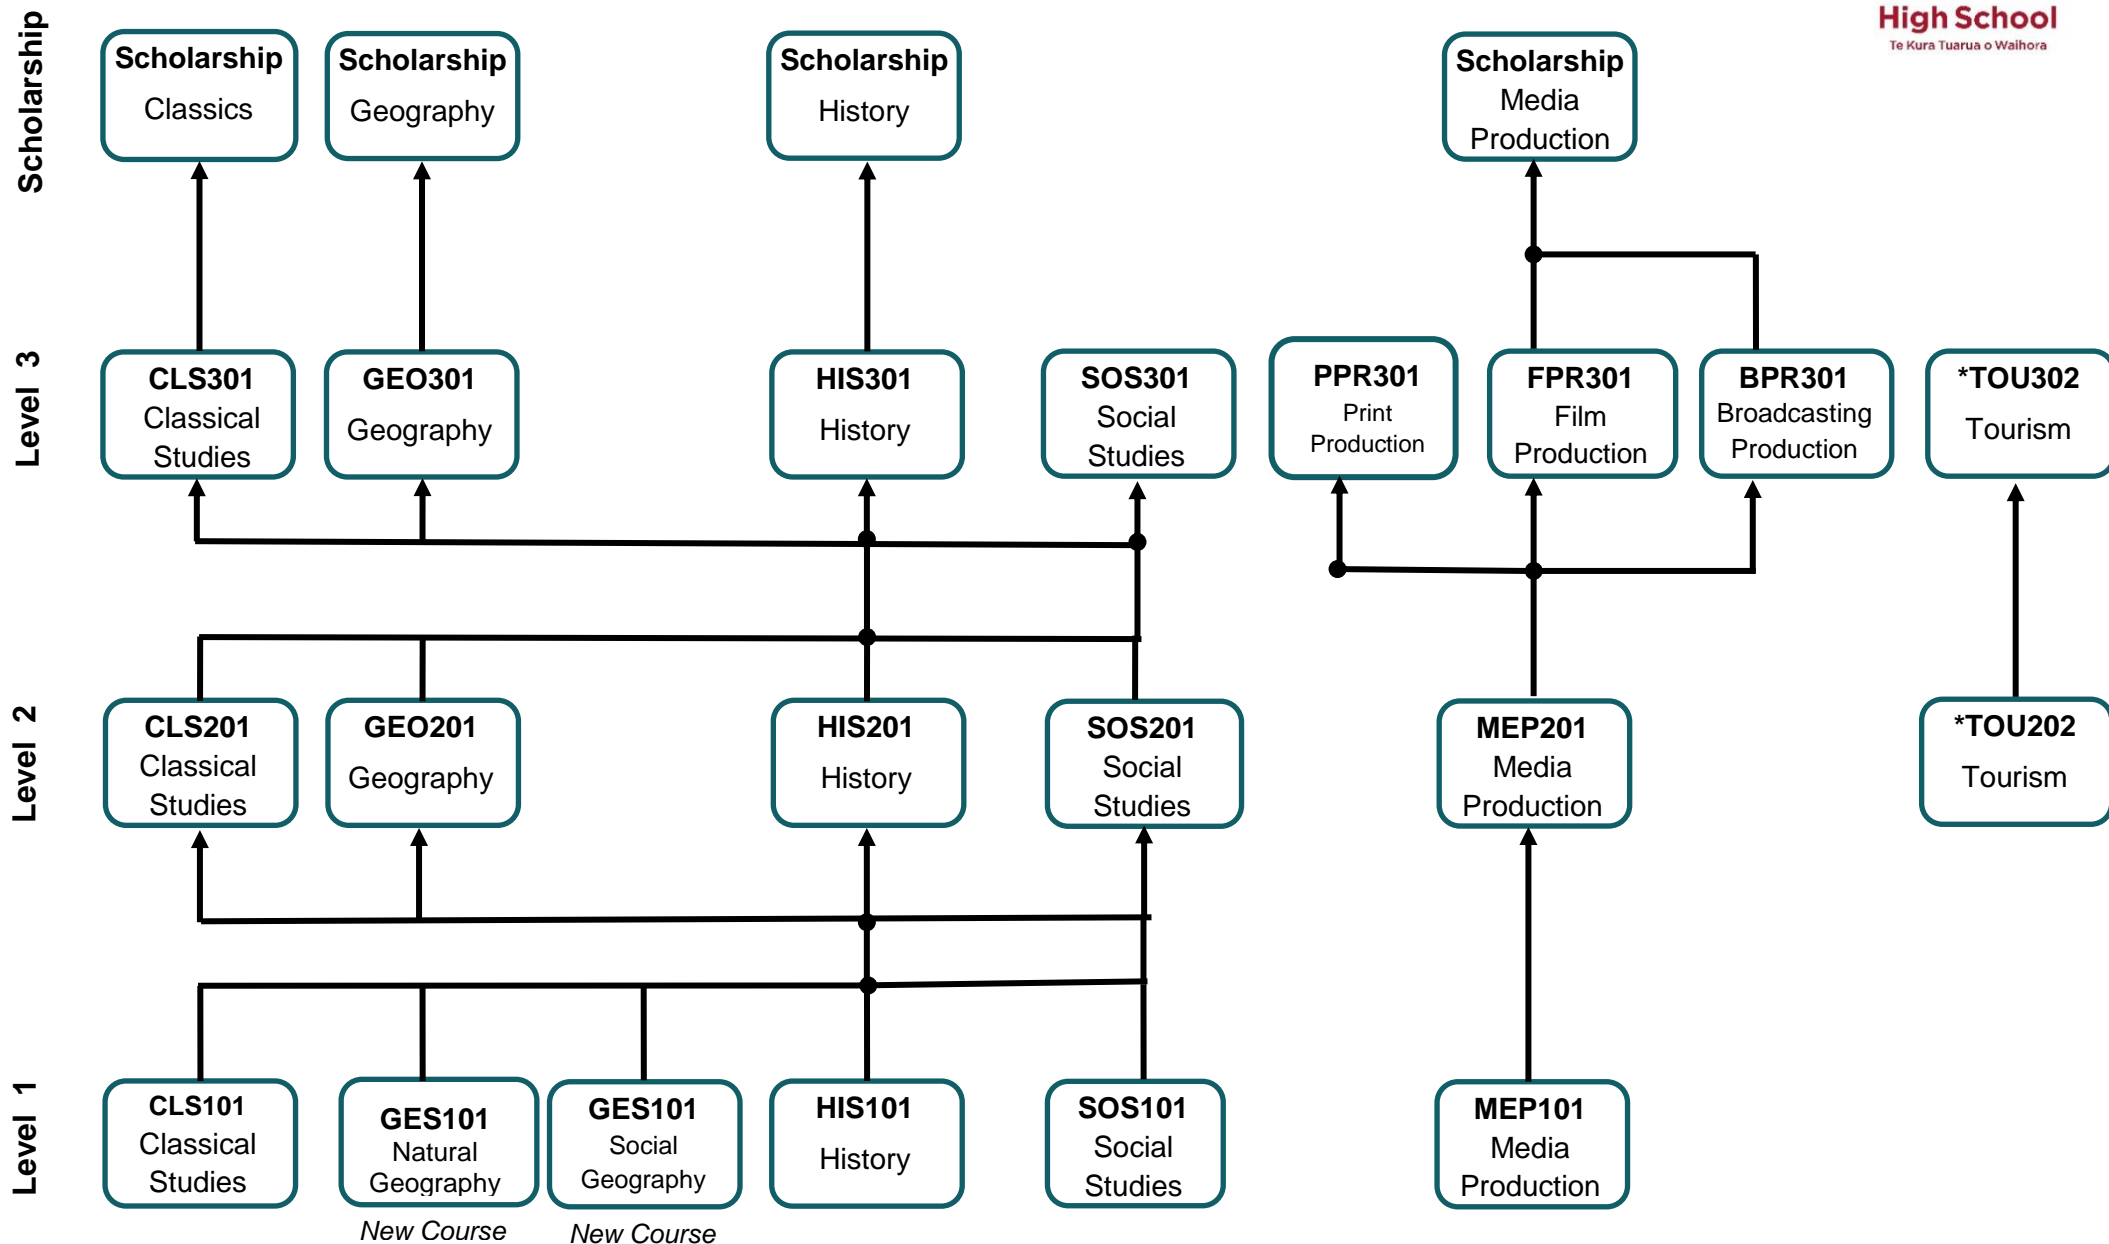 High School
Te Kura Tuarua o Waihora
Scholarship
Scholarship
Classics
Scholarship
Geography
Scholarship
History
Scholarship
Media
Production
Level 3
CLS301
Classical
Studies
GEO301
Geography
HIS301
History
SOS301
Social
Studies
PPR301
Print
Production
FPR301
Film
Production
BPR301
Broadcasting
Production
*TOU302
Tourism
Level 2
CLS201
Classical
Studies
GEO201
Geography
HIS201
History
SOS201
Social
Studies
MEP201
Media
Production
*TOU202
Tourism
Level 1
CLS101
Classical
Studies
GES101
Natural
Geography
New Course
GES101
Social
Geography
New Course
HIS101
History
SOS101
Social
Studies
MEP101
Media
Production